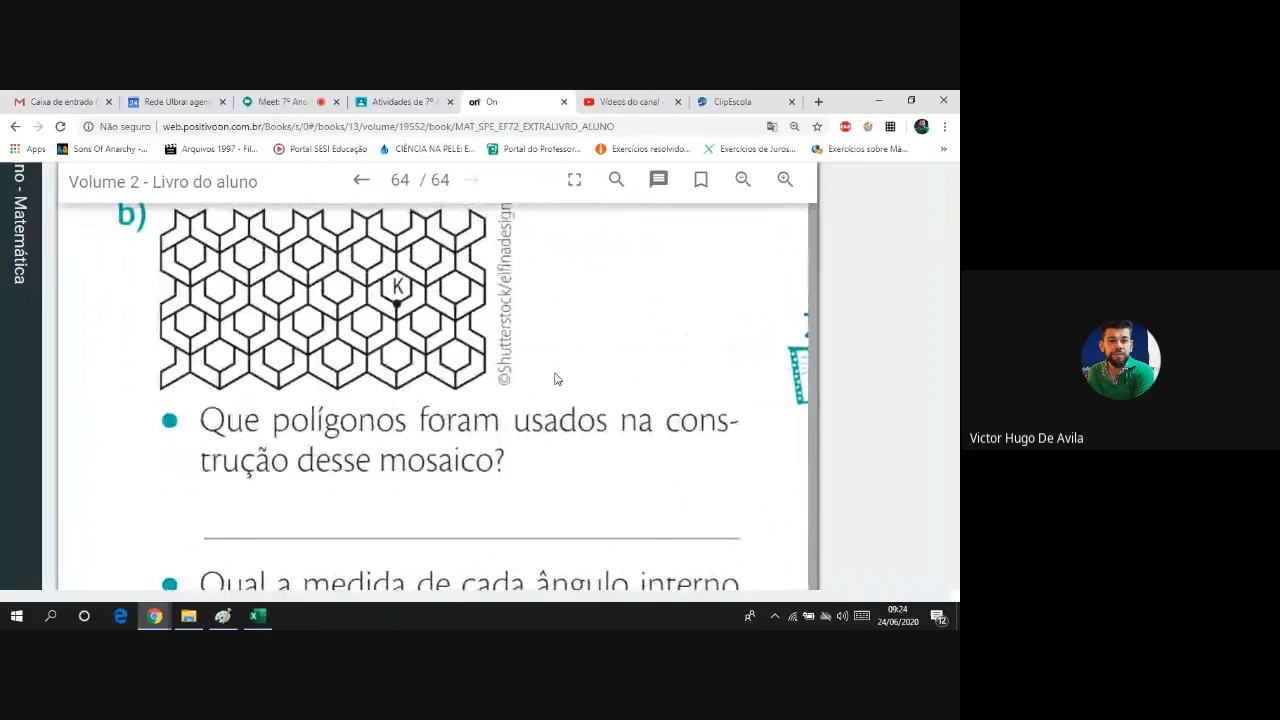 Caixa de entrada
Rede Ulbra: agen
Meet: 7º Ano
Atividades de 7º
On
Vídeos do canal -
ClipEscola
Não seguro
web.positivoon.com.br/Books/s/0#/books/13/volume/19552/book/MAT_SPE_EF72_EXTRALIVRO_ALUNO
Apps
Sons Of Anarchy -...
Arquivos 1997 - Fil...
Portal SESI Educação
CIÊNCIA NA PELE: E...
Portal do Professor...
Exercícios resolvido...
Exercícios de Juros...
Exercícios sobre Má...
»
no - Matemática
Volume 2 - Livro do aluno
64 / 64
b)
K
©Shutterstock/elfinadesign
Que polígonos foram usados na cons-
trução desse mosaico?
Qual a medida de cada ângulo interno
Victor Hugo De Avila
09:24
24/06/2020
12